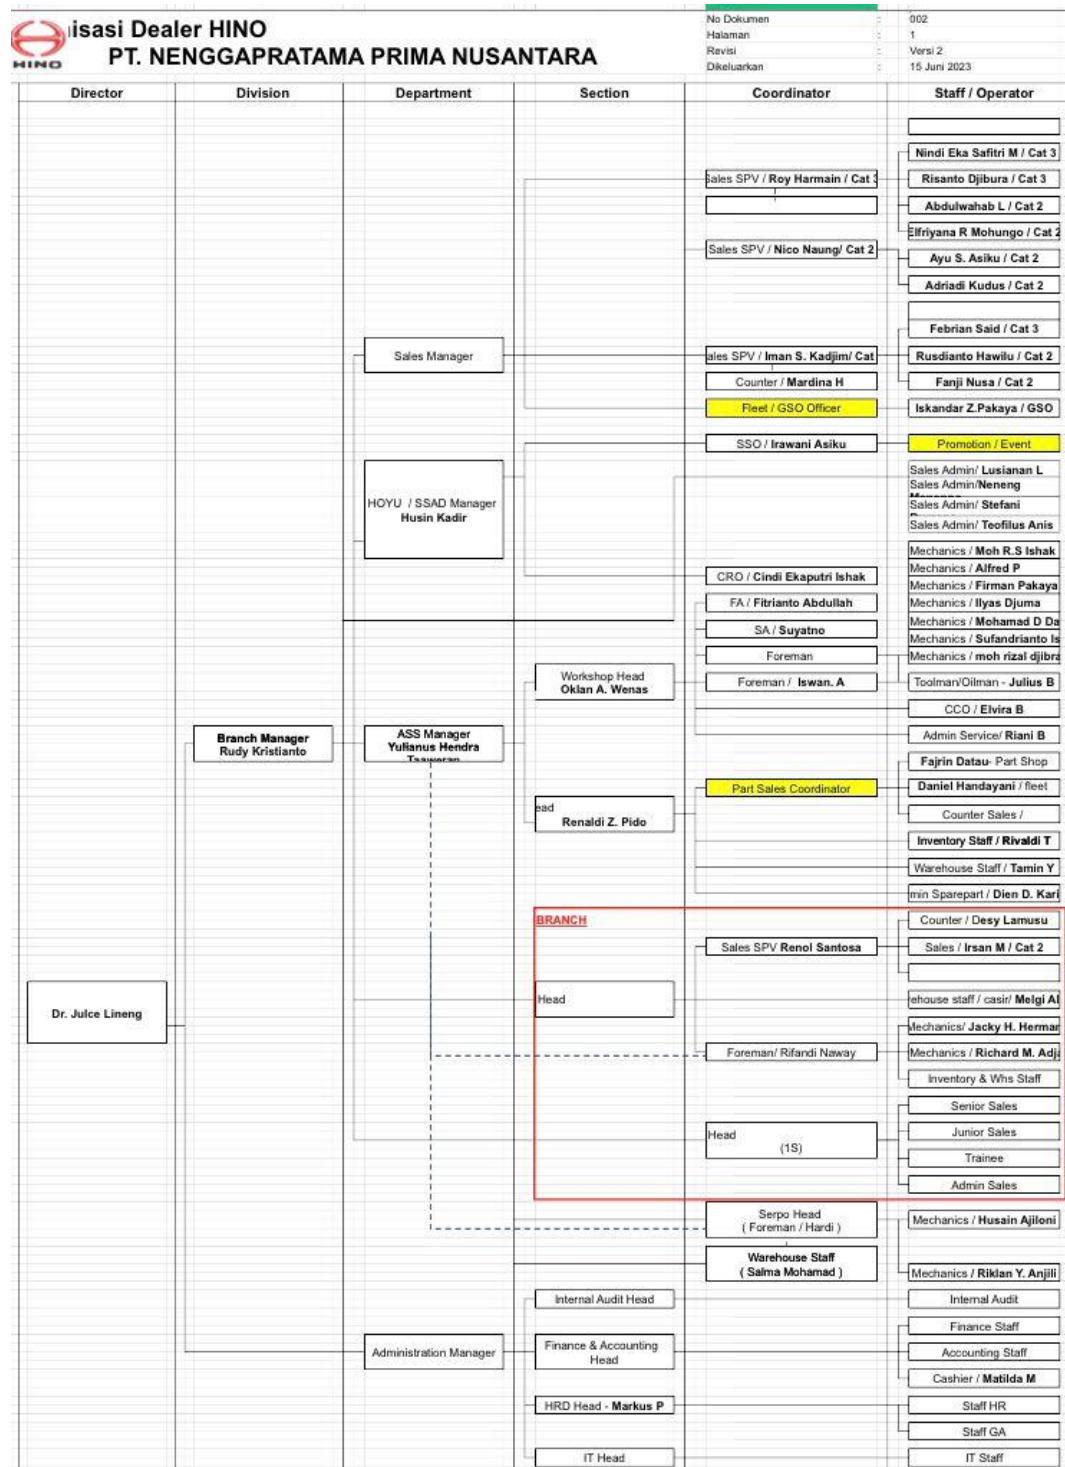 HINO
isasi Dealer HINO
PT. NENGGAPRATAMA PRIMA NUSANTARA
No Dokumen : 002
Halaman : 1
Revisi : Versi 2
Dikeluarkan : 15 Juni 2023
Director Division Department Section Coordinator Staff / Operator
Nindi Eka Safitri M / Cat 3
Sales SPV / Roy Harmain / Cat 3
Risanto Djibura / Cat 3
Abdulwahab L / Cat 2
Elfriyana R Mohungo / Cat 2
Sales SPV / Nico Naung/ Cat 2
Ayu S. Asiku / Cat 2
Adriadi Kudus / Cat 2
Febrian Said / Cat 3
Sales Manager
ales SPV / Iman S. Kadjim/ Cat
Rusdianto Hawilu / Cat 2
Counter / Mardina H
Fanji Nusa / Cat 2
Fleet / GSO Officer
Iskandar Z.Pakaya / GSO
SSO / Irawani Asiku
Promotion / Event
HOYU / SSAD Manager
Husin Kadir
Sales Admin/ Lusianan L
Sales Admin/Neneng
Sales Admin/ Stefani
Sales Admin/ Teofilus Anis
Mechanics / Moh R.S Ishak
Mechanics / Alfred P
CRO / Cindi Ekaputri Ishak
Mechanics / Firman Pakaya
FA / Fitrianto Abdullah
Mechanics / Ilyas Djuma
Mechanics / Mohamad D Da
SA / Suyatno
Mechanics / Sufandrianto Is
Foreman
Mechanics / moh rizal djibra
Workshop Head
Oklan A. Wenas
Foreman / Iswan. A
Toolman/Oilman - Julius B
CCO / Elvira B
Admin Service/ Riani B
Branch Manager
Rudy Kristianto
ASS Manager
Yulianus Hendra
Fajrin Datau- Part Shop
Part Sales Coordinator
Daniel Handayani / fleet
ead
Renaldi Z. Pido
Counter Sales /
Inventory Staff / Rivaldi T
Warehouse Staff / Tamin Y
min Sparepart / Dien D. Kari
BRANCH
Counter / Desy Lamusu
Sales SPV Renol Santosa
Sales / Irsan M / Cat 2
Head
rehouse staff / casir/ Melgi Al
Dr. Julce Lineng
Mechanics/ Jacky H. Herman
Foreman/ Rifandi Naway
Mechanics / Richard M. Adja
Inventory & Whs Staff
Senior Sales
Head
(1S)
Junior Sales
Trainee
Admin Sales
Serpo Head
( Foreman / Hardi )
Mechanics / Husain Ajiloni
Warehouse Staff
( Salma Mohamad )
Mechanics / Riklan Y. Anjili
Internal Audit Head
Internal Audit
Finance Staff
Administration Manager
Finance & Accounting
Head
Accounting Staff
Cashier / Matilda M
HRD Head - Markus P
Staff HR
Staff GA
IT Head
IT Staff